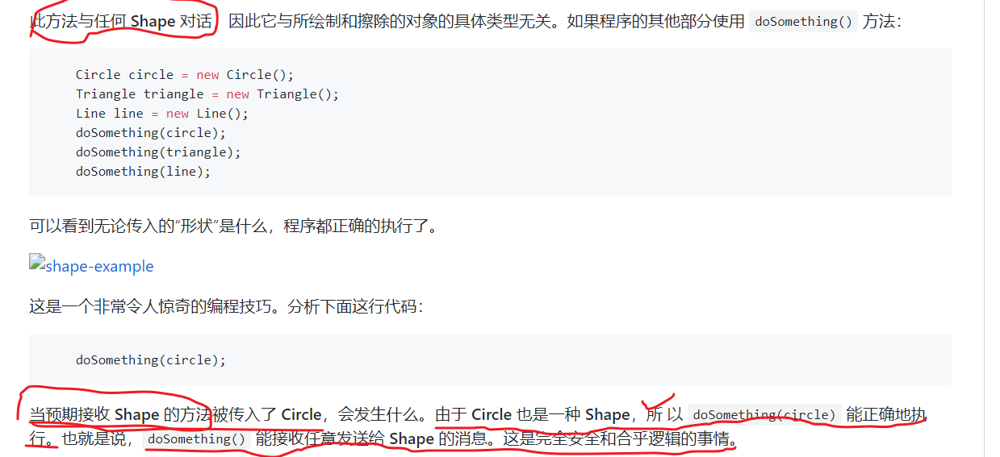 此方法与任何 Shape 对话，因此它与所绘制和擦除的对象的具体类型无关。如果程序的其他部分使用 doSomething() 方法：
Circle circle = new Circle();
Triangle triangle = new Triangle();
Line line = new Line();
doSomething(circle);
doSomething(triangle);
doSomething(line);
可以看到无论传入的“形状”是什么，程序都正确的执行了。
shape-example
这是一个非常令人惊奇的编程技巧。分析下面这行代码：
doSomething(circle);
当预期接收 Shape 的方法被传入了 Circle，会发生什么。由于 Circle 也是一种 Shape，所 以 doSomething(circle) 能正确地执
行。也就是说，doSomething() 能接收任意发送给 Shape 的消息。这是完全安全和合乎逻辑的事情。